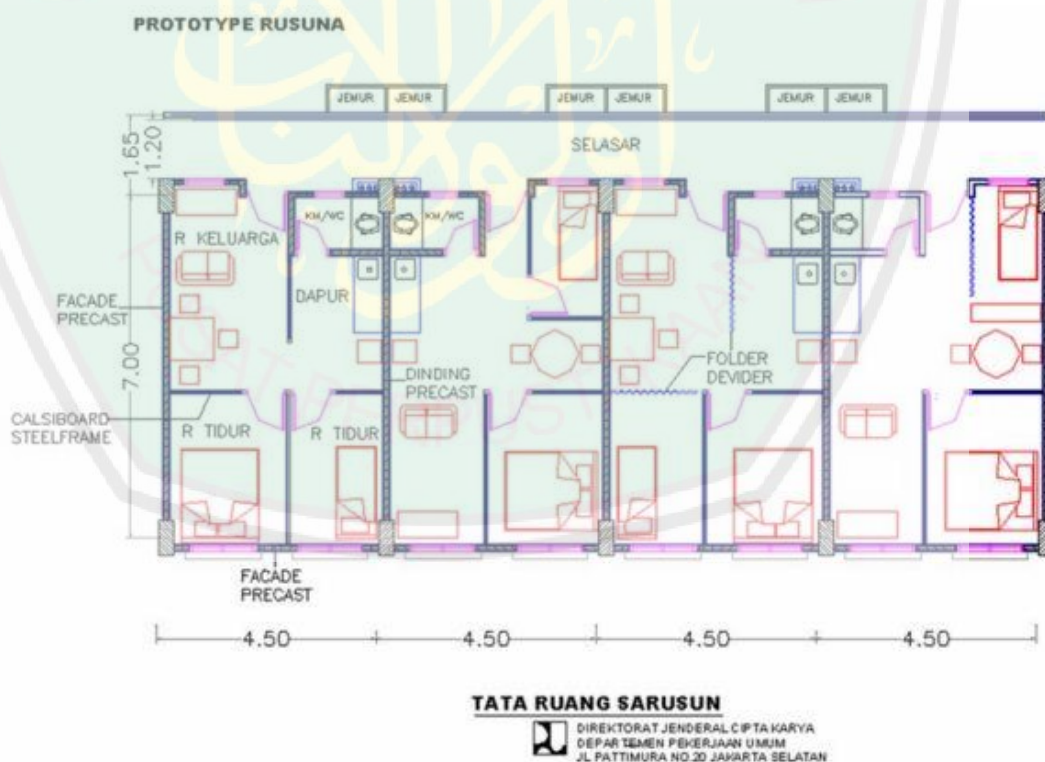 PROTOTYPE RUSUNA
JEMUR JEMUR JEMUR JEMUR JEMUR JEMUR
1.65
1.20
SELASAR
KM/WC KM/WC
R KELUARGA
DAPUR
FACADE
PRECAST
7.00
FOLDER
DEVIDER
DINDING
PRECAST
CALSIBOARD
STEELFRAME
R TIDUR R TIDUR
FACADE
PRECAST
4.50 4.50 4.50 4.50
TATA RUANG SARUSUN
DIREKTORAT JENDERAL CIPTA KARYA
DEPARTEMEN PEKERJAAN UMUM
JL PATTIMURA NO.20 JAKARTA SELATAN